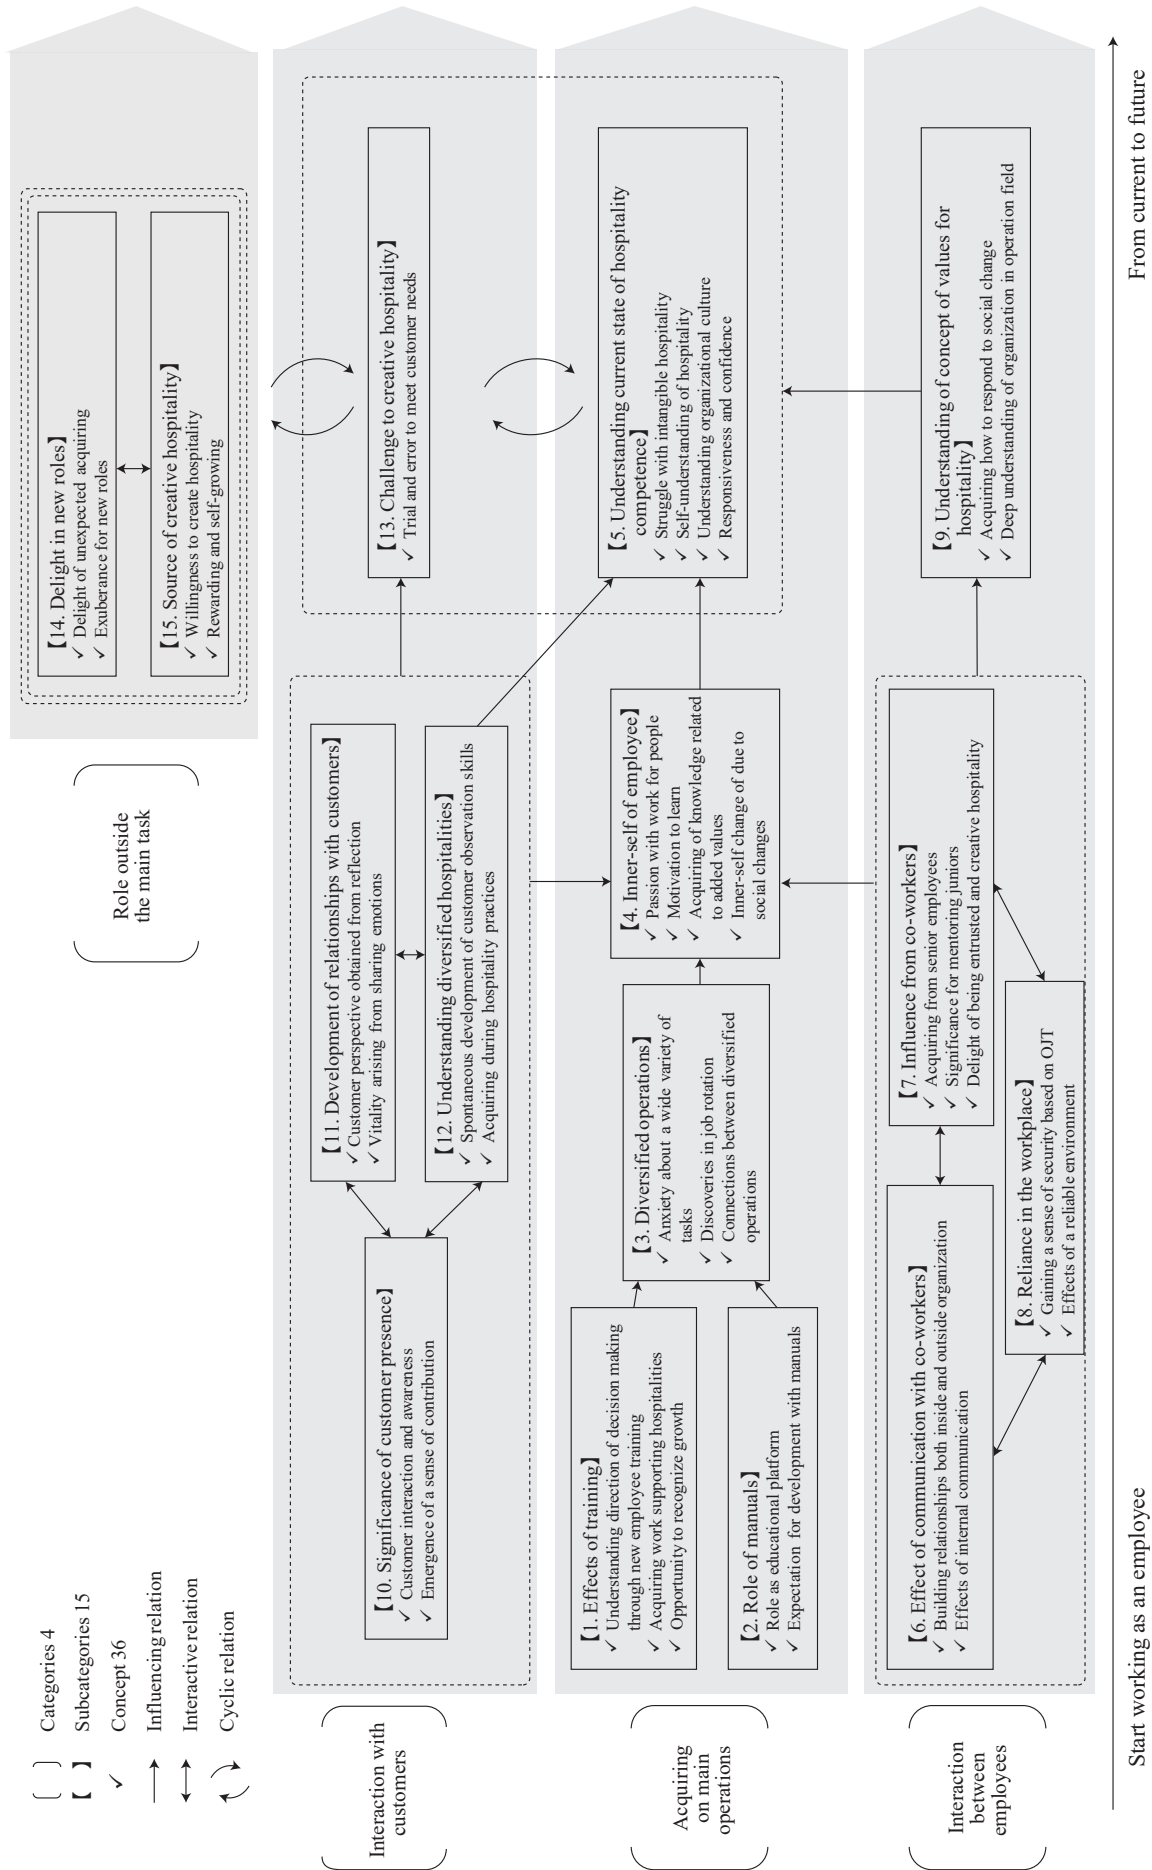 Categories 4
【 】 Subcategories 15
✓ Concept 36
Influencing relation
Interactive relation
Cyclic relation
Role outside
the main task
【14. Delight in new roles】
✓ Delight of unexpected acquiring
✓ Exuberance for new roles
【15. Source of creative hospitality】
✓ Willingness to create hospitality
✓ Rewarding and self-growing
Interaction with
customers
【10. Significance of customer presence】
✓ Customer interaction and awareness
✓ Emergence of a sense of contribution
【11. Development of relationships with customers】
✓ Customer perspective obtained from reflection
✓ Vitality arising from sharing emotions
【12. Understanding diversified hospitalities】
✓ Spontaneous development of customer observation skills
✓ Acquiring during hospitality practices
【13. Challenge to creative hospitality】
✓ Trial and error to meet customer needs
Acquiring
on main
operations
【1. Effects of training】
✓ Understanding direction of decision making
through new employee training
✓ Acquiring work supporting hospitalities
✓ Opportunity to recognize growth
【2. Role of manuals】
✓ Role as educational platform
✓ Expectation for development with manuals
【3. Diversified operations】
✓ Anxiety about a wide variety of
tasks
✓ Discoveries in job rotation
✓ Connections between diversified
operations
【4. Inner-self of employee】
✓ Passion with work for people
✓ Motivation to learn
✓ Acquiring of knowledge related
to added values
✓ Inner-self change of due to
social changes
【5. Understanding current state of hospitality
competence】
✓ Struggle with intangible hospitality
✓ Self-understanding of hospitality
✓ Understanding organizational culture
✓ Responsiveness and confidence
Interaction
between
employees
【6. Effect of communication with co-workers】
✓ Building relationships both inside and outside organization
✓ Effects of internal communication
【7. Influence from co-workers】
✓ Acquiring from senior employees
✓ Significance for mentoring juniors
✓ Delight of being entrusted and creative hospitality
【8. Reliance in the workplace】
✓ Gaining a sense of security based on OJT
✓ Effects of a reliable environment
【9. Understanding of concept of values for
hospitality】
✓ Acquiring how to respond to social change
✓ Deep understanding of organization in operation field
Start working as an employee
From current to future